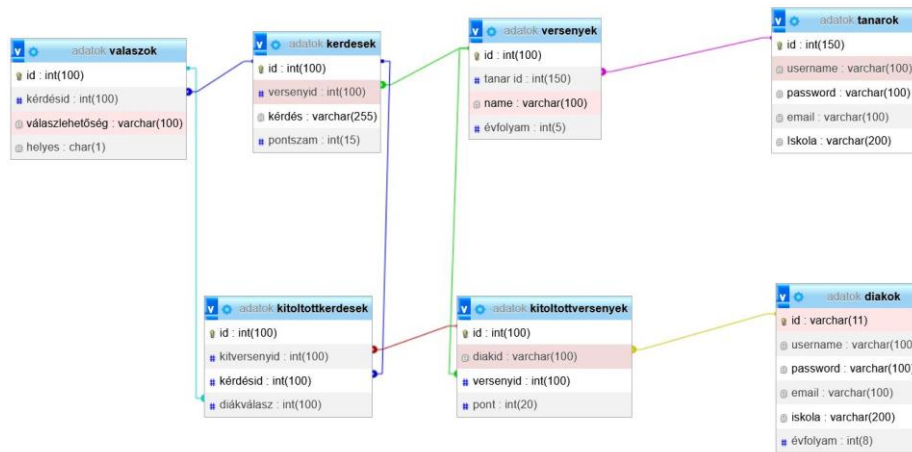 adatok valaszok
id : int(100)
kérdésid : int(100)
válaszlehetőség : varchar(100)
helyes : char(1)
adatok kerdesek
id : int(100)
versenyid : int(100)
kérdés : varchar(255)
pontszam : int(15)
adatok versenyek
id : int(100)
tanar id : int(150)
name : varchar(100)
évfolyam : int(5)
adatok tanarok
id : int(150)
username : varchar(100)
password : varchar(100)
email : varchar(100)
Iskola : varchar(200)
adatok kitoltottkerdesek
id : int(100)
kitversenyid : int(100)
kérdésid : int(100)
diákválasz : int(100)
adatok kitoltottversenyek
id : int(100)
diakid : varchar(100)
versenyid : int(100)
pont : int(20)
adatok diakok
id : varchar(11)
username : varchar(100)
password : varchar(100)
email : varchar(100)
iskola : varchar(200)
évfolyam : int(8)